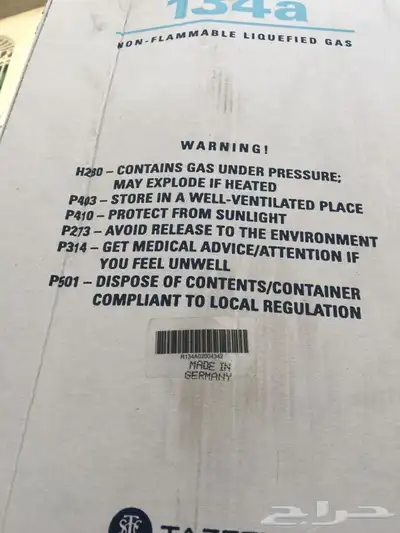 134a
NON-FLAMMABLE LIQUEFIED GAS
WARNING!
H280 – CONTAINS GAS UNDER PRESSURE;
MAY EXPLODE IF HEATED
P403 – STORE IN A WELL-VENTILATED PLACE
P410 – PROTECT FROM SUNLIGHT
P273 – AVOID RELEASE TO THE ENVIRONMENT
P314 – GET MEDICAL ADVICE/ATTENTION IF
YOU FEEL UNWELL
P501 – DISPOSE OF CONTENTS/CONTAINER
COMPLIANT TO LOCAL REGULATION
R134A02004343
MADE IN
GERMANY
حراج